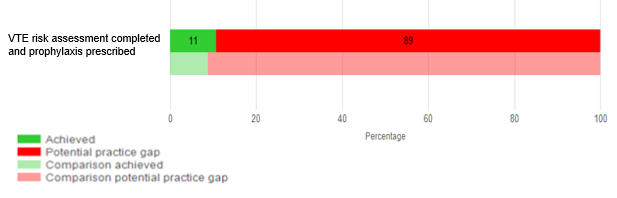 VTE risk assessment completed
and prophylaxis prescribed
11
89
0
20
40
60
80
100
Percentage
Achieved
Potential practice gap
Comparison achieved
Comparison potential practice gap